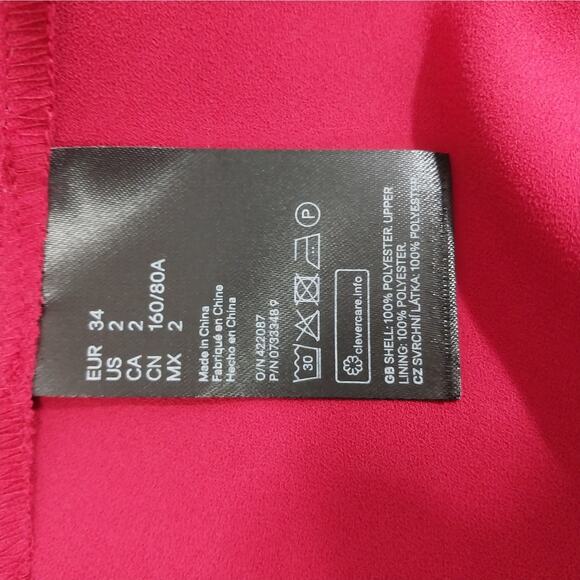 EUR 34
US 2
CA 2
CN 160/80A
MX 2
Made in China
Fabriqué en Chine
Hecho en China
O/N 422087
P/N 0733348 9
30 P
clevercare.info
GB SHELL: 100% POLYESTER. UPPER
LINING: 100% POLYESTER.
CZ SVRCHNÍ LÁTKA: 100% POLYESTER.